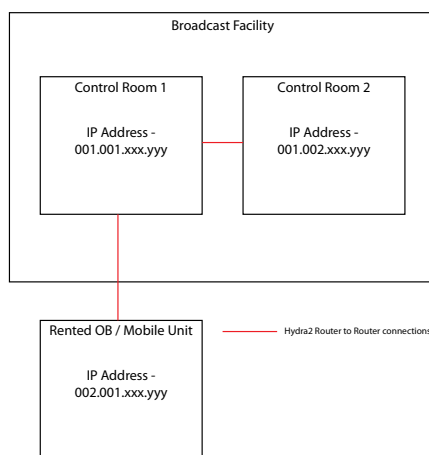 Broadcast Facility
Control Room 1
IP Address -
001.001.xxx.yyy
Control Room 2
IP Address -
001.002.xxx.yyy
Rented OB / Mobile Unit
IP Address -
002.001.xxx.yyy
Hydra2 Router to Router connections